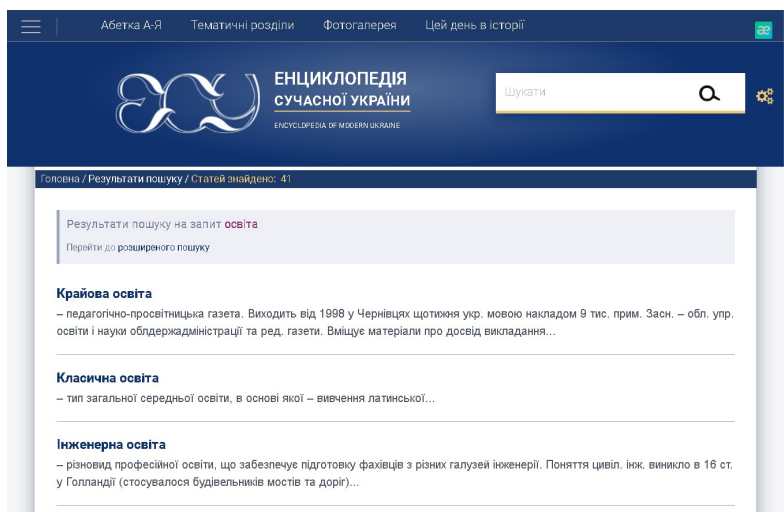 Абетка А-Я Тематичні розділи Фотогалерея Цей день в історії
æ
ЕНЦИКЛОПЕДІЯ
СУЧАСНОЇ УКРАЇНИ
ENCYCLOPEDIA OF MODERN UKRAINE
Шукати
Головна / Результати пошуку / Статей знайдено: 41
Результати пошуку на запит освіта
Перейти до розширеного пошуку
Крайова освіта
– педагогічно-просвітницька газета. Виходить від 1998 у Чернівцях щотижня укр. мовою накладом 9 тис. прим. Засн. – обл. упр.
освіти і науки облдержадміністрації та ред. газети. Вміщує матеріали про досвід викладання...
Класична освіта
– тип загальної середньої освіти, в основі якої – вивчення латинської...
Інженерна освіта
– різновид професійної освіти, що забезпечує підготовку фахівців з різних галузей інженерії. Поняття цивіл. інж. виникло в 16 ст.
у Голландії (стосувалося будівельників мостів та доріг)...